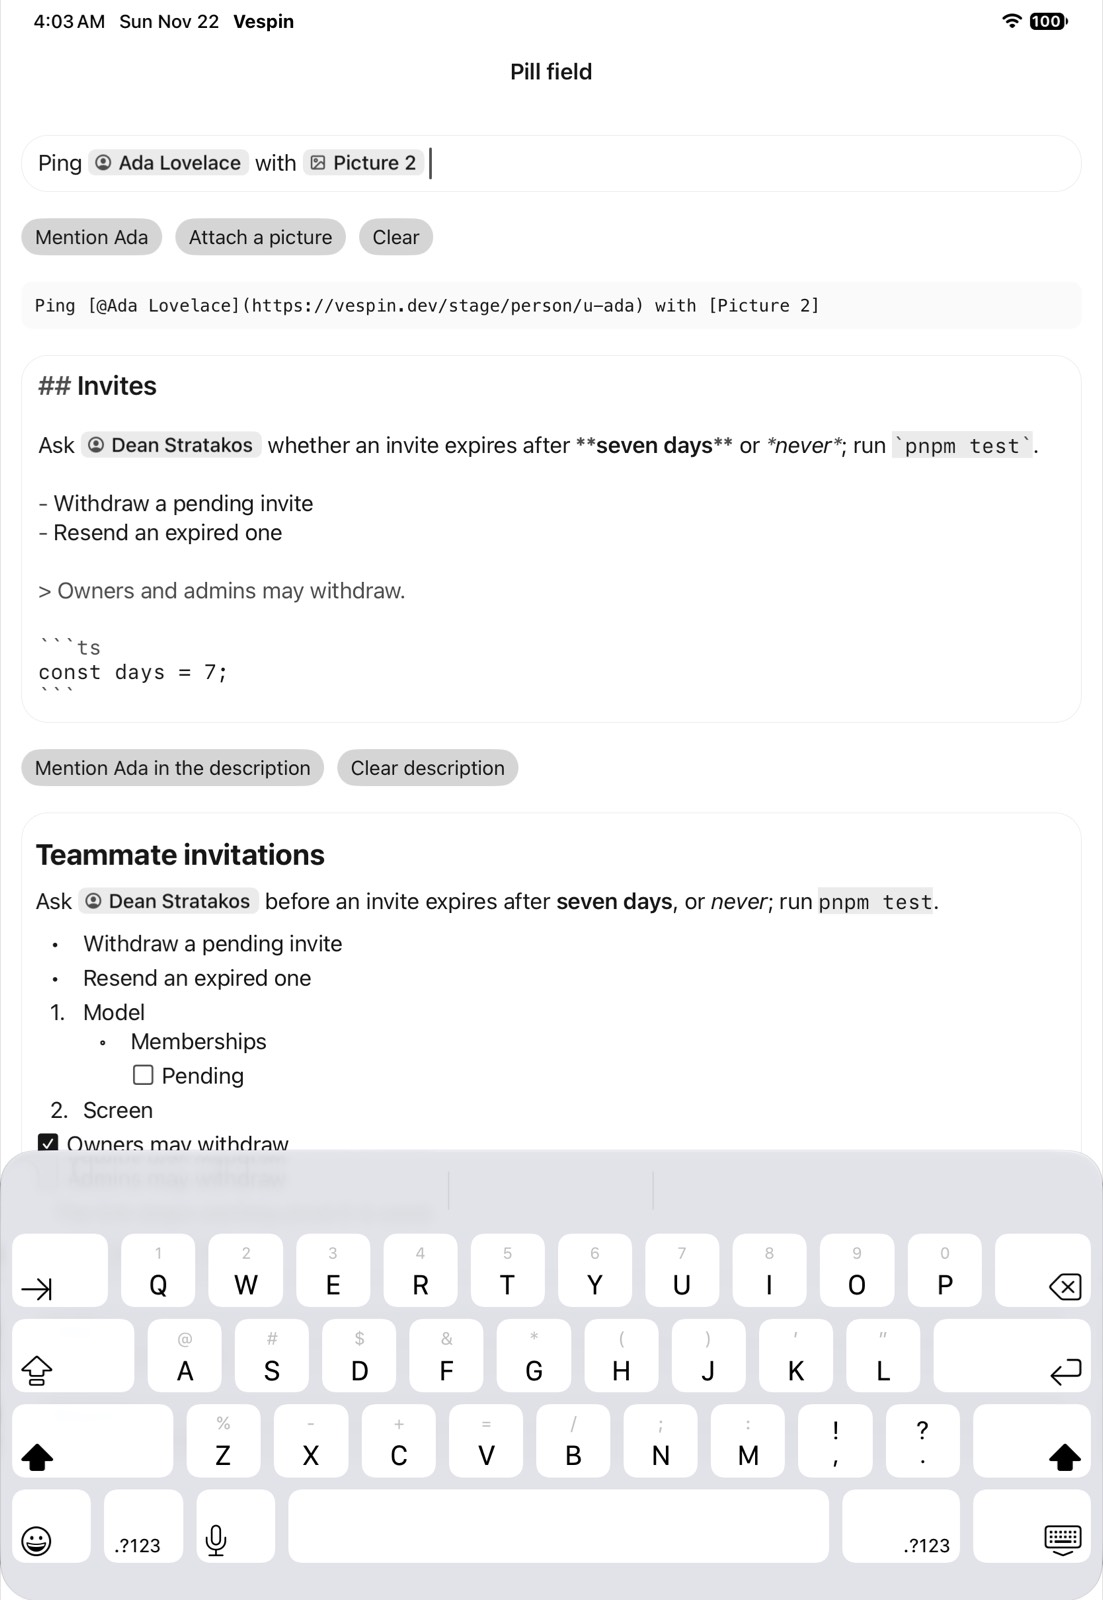 4:03 AM Sun Nov 22 Vespin 100
Pill field
Ping Ada Lovelace with Picture 2
Mention Ada Attach a picture Clear
Ping [@Ada Lovelace](https://vespin.dev/stage/person/u-ada) with [Picture 2]
## Invites
Ask Dean Stratakos whether an invite expires after **seven days** or *never*; run `pnpm test`.
- Withdraw a pending invite
- Resend an expired one
> Owners and admins may withdraw.
```ts
const days = 7;
```
Mention Ada in the description Clear description
Teammate invitations
Ask Dean Stratakos before an invite expires after seven days, or never; run pnpm test.
• Withdraw a pending invite
• Resend an expired one
1. Model
◦ Memberships
Pending
2. Screen
Owners may withdraw
Admins may withdraw
1 2 3 4 5 6 7 8 9 0
Q W E R T Y U I O P
@ # $ & * ( ) ' "
A S D F G H J K L
% - + = / ; : ! ?
Z X C V B N M , .
.?123 .?123